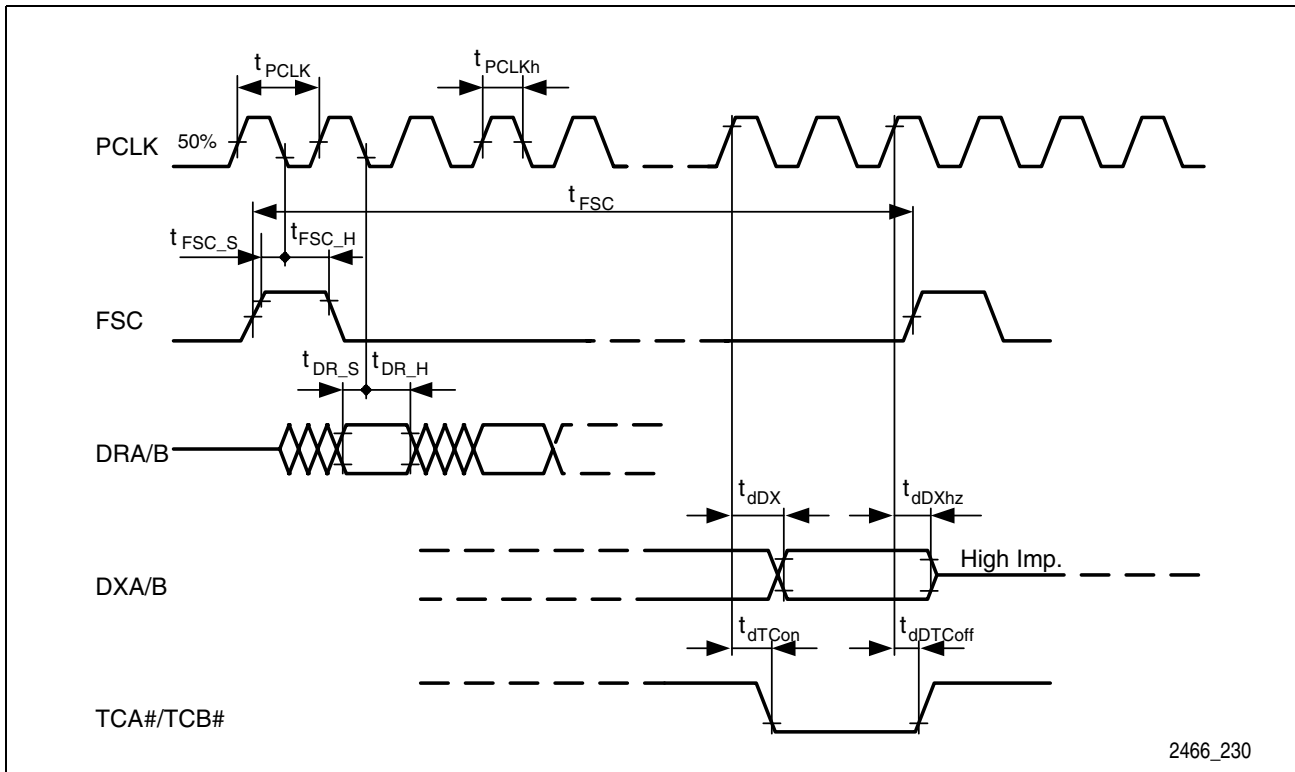 t PCLK
t PCLKh
PCLK 50%
t FSC
t FSC_S t FSC_H
FSC
t DR_S t DR_H
DRA/B
t dDX t dDXhz
High Imp.
DXA/B
t dTCon t dDTCoff
TCA#/TCB#
2466_230